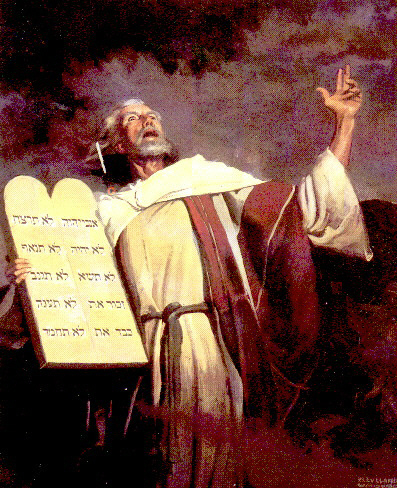 אנכי יהוה
לא יהיה
לא תשא
זכור את
כבד את
לא תרצח
לא תנאף
לא תגנב
לא תענה
לא תחמד